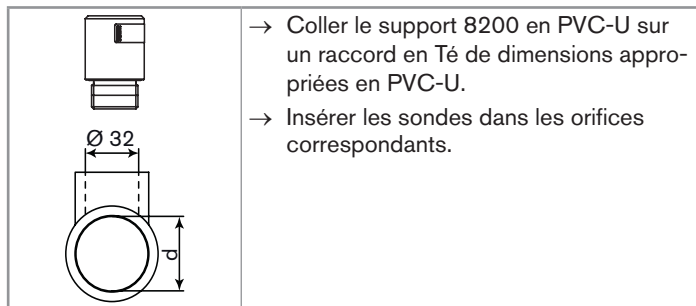 Ø 32
d
→ Coller le support 8200 en PVC-U sur
un raccord en Té de dimensions appro-
priées en PVC-U.
→ Insérer les sondes dans les orifices
correspondants.